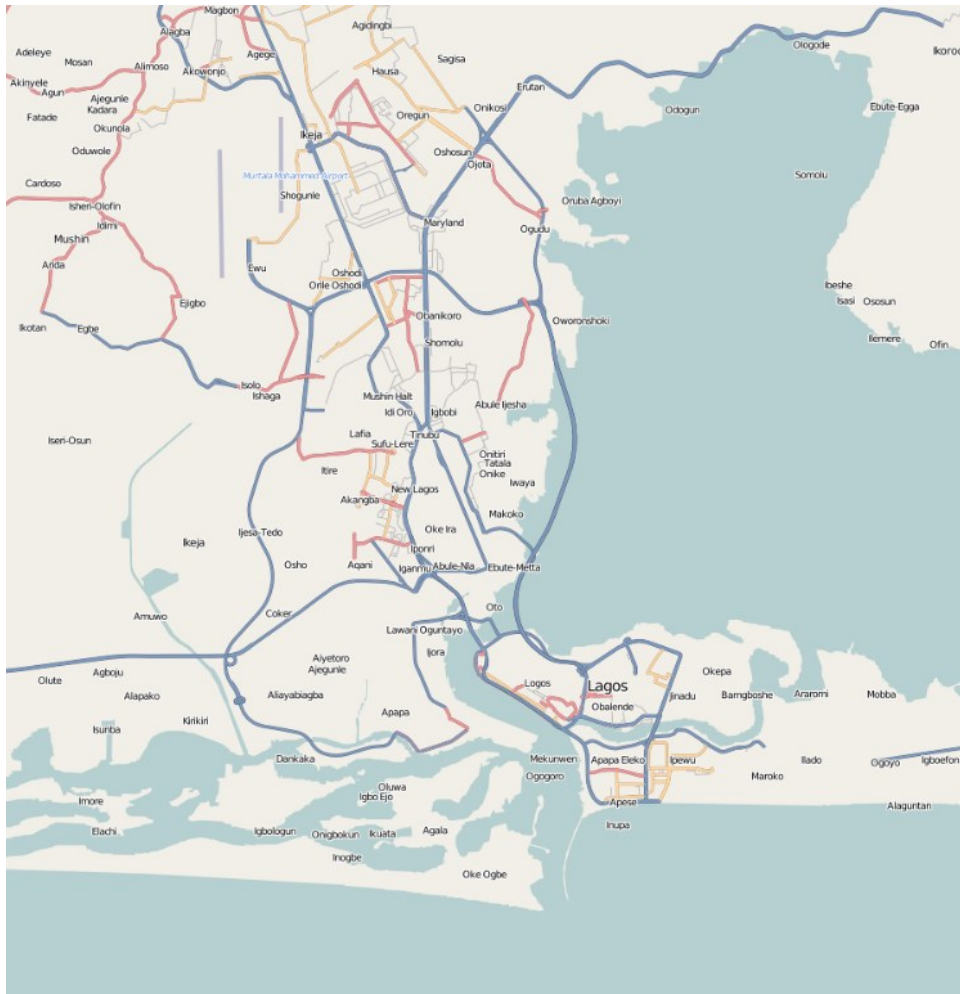 Magbon
Alagba
Agidingbi
Ologode
Adeleye
Mosan
Alimoso
Akowonjo
Agege
Sagisa
Hausa
Akinyele
Agun
Ajegunle
Kadara
Erutan
Onikosi
Odogun
Ebute-Egga
Fatade
Okunola
Oregun
Ikeja
Oduwole
Oshosun
Ojota
Murtala Mohammed Airport
Somolu
Cardoso
Shogunle
Isheri-Olofin
Oruba Agboyi
Idimi
Maryland
Ogudu
Mushin
Anda
Ewu
Oshodi
Orile Oshodi
Ibeshe
Isasi
Ososun
Ejigbo
Obanikoro
Oworonshoki
Ikotan
Egbe
Shomolu
Ilemere
Ofin
Isolo
Ishaga
Mushin Halt
Idi Oro
Igbobi
Abule Ijesha
Iseri-Osun
Lafia
Tinubu
Sufu-Lere
Onitiri
Tatala
Onike
Itire
Iwaya
New Lagos
Akangba
Makoko
Ijesa-Tedo
Oke Ira
Ikeja
Iponri
Osho
Aqani
Iganmu
Abule-Nla
Ebute-Metta
Amuwo
Coker
Oto
Lawani Oguntayo
Ijora
Aiyetoro
Ajegunle
Agboju
Olute
Okepa
Logos
Lagos
Alapako
Aliayabiagba
Jinadu
Bamgboshe
Araromi
Mobba
Obalende
Apapa
Kirikiri
Isunba
Dankaka
Mekunwen
Apapa Eleko
Ipewu
Ilado
Ogoyo
Igboefon
Ogogoro
Maroko
Oluwa
Igbo Ejo
Imore
Apese
Alaguntan
Elachi
Igbologun
Onigbokun
Ikuata
Agala
Inupa
Inogbe
Oke Ogbe